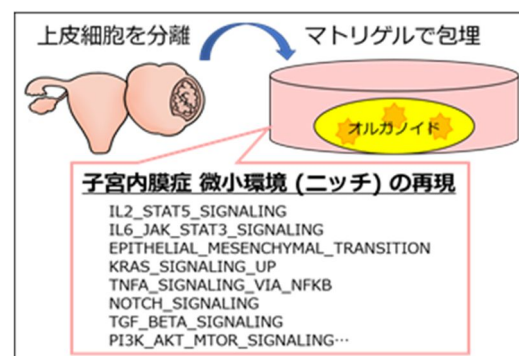 上皮細胞を分離
マトリゲルで包埋
オルガノイド
子宮内膜症 微小環境 (ニッチ) の再現
IL2_STAT5_SIGNALING
IL6_JAK_STAT3_SIGNALING
EPITHELIAL_MESENCHYMAL_TRANSITION
KRAS_SIGNALING_UP
TNFA_SIGNALING_VIA_NFKB
NOTCH_SIGNALING
TGF_BETA_SIGNALING
PI3K_AKT_MTOR_SIGNALING…